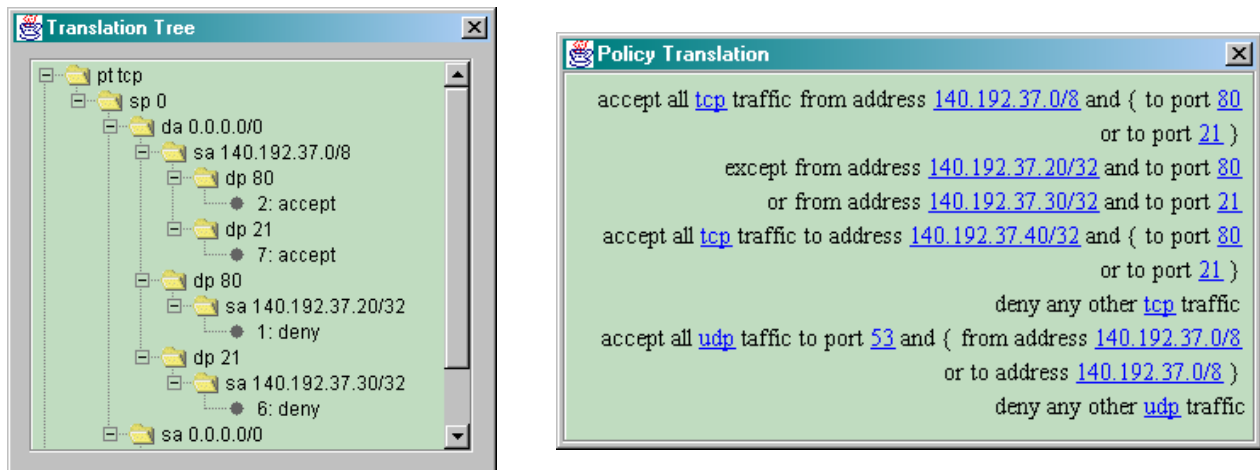 Translation Tree
pt tcp
sp 0
da 0.0.0.0/0
sa 140.192.37.0/8
dp 80
2: accept
dp 21
7: accept
dp 80
sa 140.192.37.20/32
1: deny
dp 21
sa 140.192.37.30/32
6: deny
sa 0.0.0.0/0
Policy Translation
accept all tcp traffic from address 140.192.37.0/8 and { to port 80
or to port 21 }
except from address 140.192.37.20/32 and to port 80
or from address 140.192.37.30/32 and to port 21
accept all tcp traffic to address 140.192.37.40/32 and { to port 80
or to port 21 }
deny any other tcp traffic
accept all udp taffic to port 53 and { from address 140.192.37.0/8
or to address 140.192.37.0/8 }
deny any other udp traffic